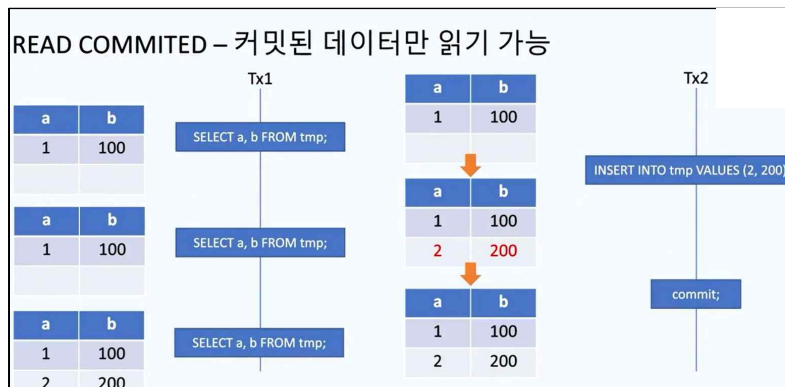 READ COMMITED – 커밋된 데이터만 읽기 가능
Tx1
Tx2
a b
1 100
SELECT a, b FROM tmp;
a b
1 100
INSERT INTO tmp VALUES (2, 200)
a b
1 100
SELECT a, b FROM tmp;
a b
1 100
2 200
commit;
a b
1 100
2 200
SELECT a, b FROM tmp;
a b
1 100
2 200